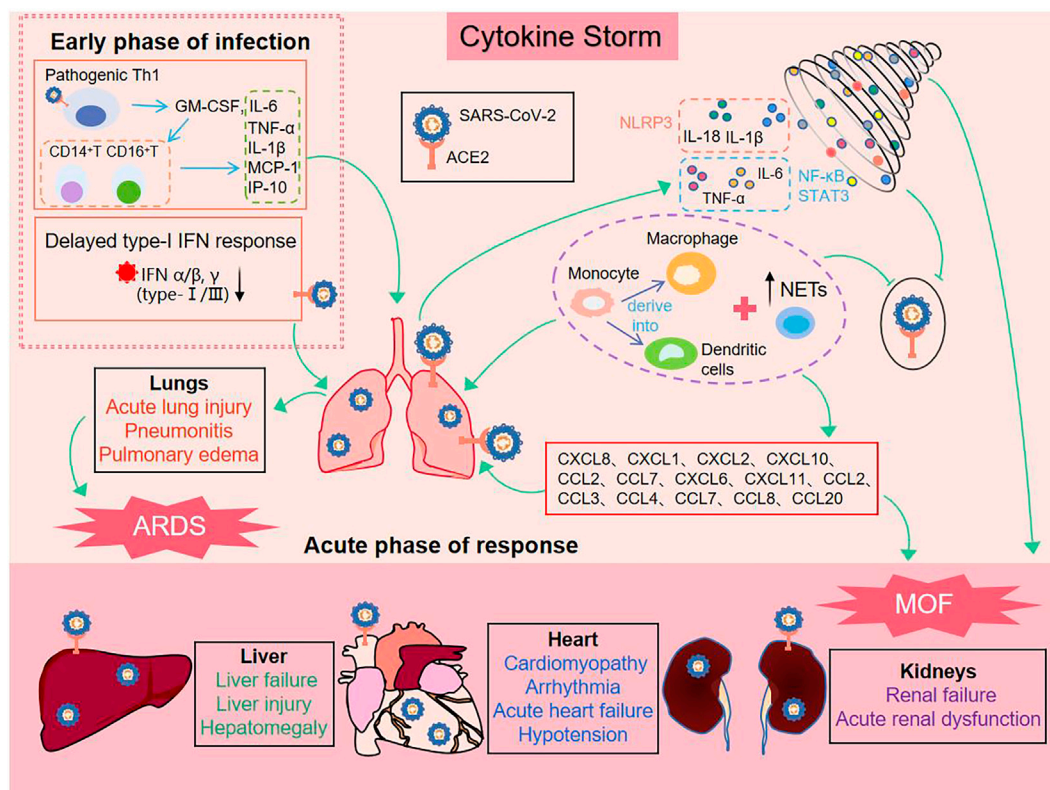 Cytokine Storm
Early phase of infection
Pathogenic Th1
GM-CSF,
IL-6
TNF-α
IL-1β
MCP-1
IP-10
CD14+T CD16+T
Delayed type-I IFN response
IFN α/β, γ
(type-Ⅰ/Ⅲ)
SARS-CoV-2
ACE2
NLRP3
IL-18 IL-1β
IL-6
TNF-α
NF-κB
STAT3
Macrophage
Monocyte
derive
into
Dendritic
cells
NETs
Lungs
Acute lung injury
Pneumonitis
Pulmonary edema
ARDS
CXCL8、CXCL1、CXCL2、CXCL10、
CCL2、CCL7、CXCL6、CXCL11、CCL2、
CCL3、CCL4、CCL7、CCL8、CCL20
Acute phase of response
MOF
Liver
Liver failure
Liver injury
Hepatomegaly
Heart
Cardiomyopathy
Arrhythmia
Acute heart failure
Hypotension
Kidneys
Renal failure
Acute renal dysfunction